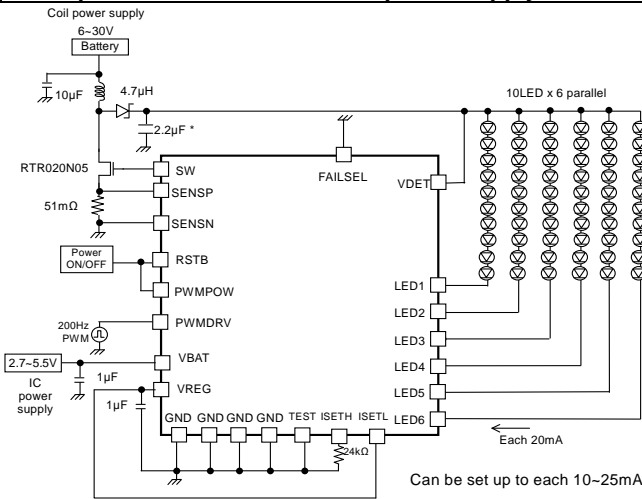 Coil power supply
6~30V
Battery
10µF
4.7µH
2.2µF *
10LED x 6 parallel
RTR020N05
SW
FAILSEL
VDET
SENSP
51mΩ
SENSN
Power
ON/OFF
RSTB
PWMPOW
LED1
LED2
200Hz
PWM
PWMDRV
LED3
2.7~5.5V
VBAT
LED4
IC
power
supply
1µF
VREG
LED5
1µF
GND GND GND GND TEST ISETH ISETL
LED6
24kΩ
Each 20mA
Can be set up to each 10~25mA